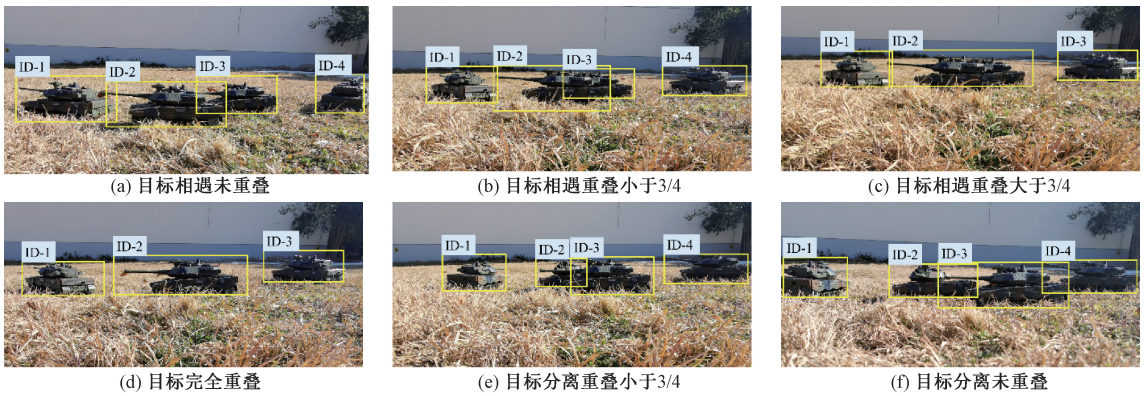 ID-1 ID-2 ID-3 ID-4
ID-1 ID-2 ID-3 ID-4
ID-1 ID-2 ID-3
(a) 目标相遇未重叠
(b) 目标相遇重叠小于3/4
(c) 目标相遇重叠大于3/4
ID-1 ID-2 ID-3
ID-1 ID-2 ID-3 ID-4
ID-1 ID-2 ID-3 ID-4
(d) 目标完全重叠
(e) 目标分离重叠小于3/4
(f) 目标分离未重叠